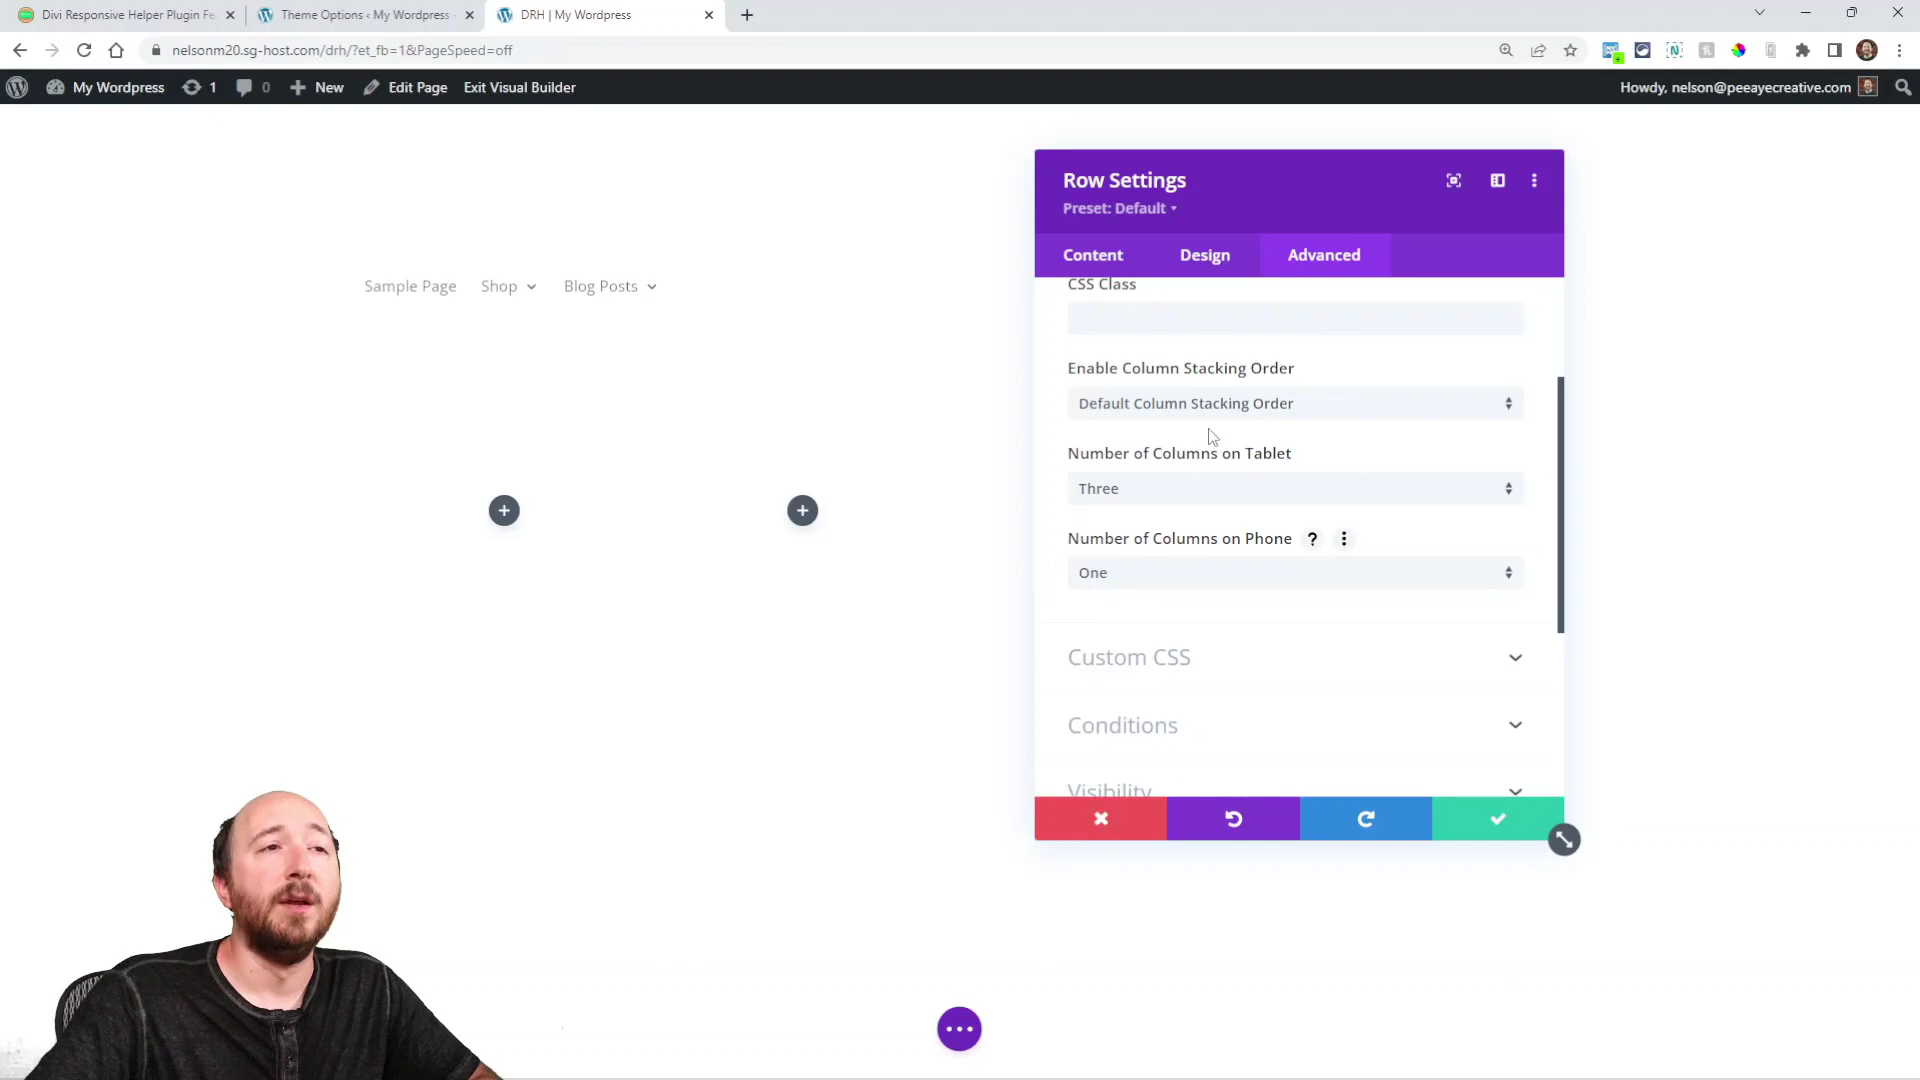 Divi Responsive Helper Plugin Fe
Theme Options ‹ My Wordpress -
DRH | My Wordpress
nelsonm20.sg-host.com/drh/?et_fb=1&PageSpeed=off
My Wordpress 1 0 New Edit Page Exit Visual Builder
Howdy, nelson@peeayecreative.com
Row Settings
Preset: Default
Content Design Advanced
CSS Class
Sample Page Shop Blog Posts
Enable Column Stacking Order
Default Column Stacking Order
Number of Columns on Tablet
Three
Number of Columns on Phone ?
One
Custom CSS
Conditions
Visibility